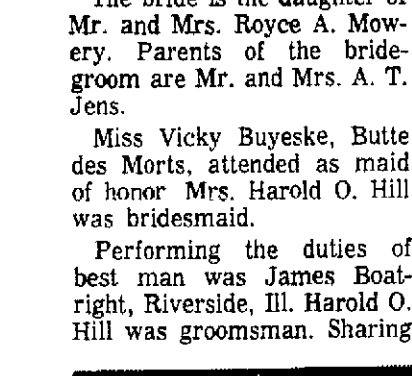 The bride is the daughter of
Mr. and Mrs. Royce A. Mow-
ery. Parents of the bride-
groom are Mr. and Mrs. A. T.
Jens.
Miss Vicky Buyeske, Butte
des Morts, attended as maid
of honor Mrs. Harold O. Hill
was bridesmaid.
Performing the duties of
best man was James Boat-
right, Riverside, Ill. Harold O.
Hill was groomsman. Sharing